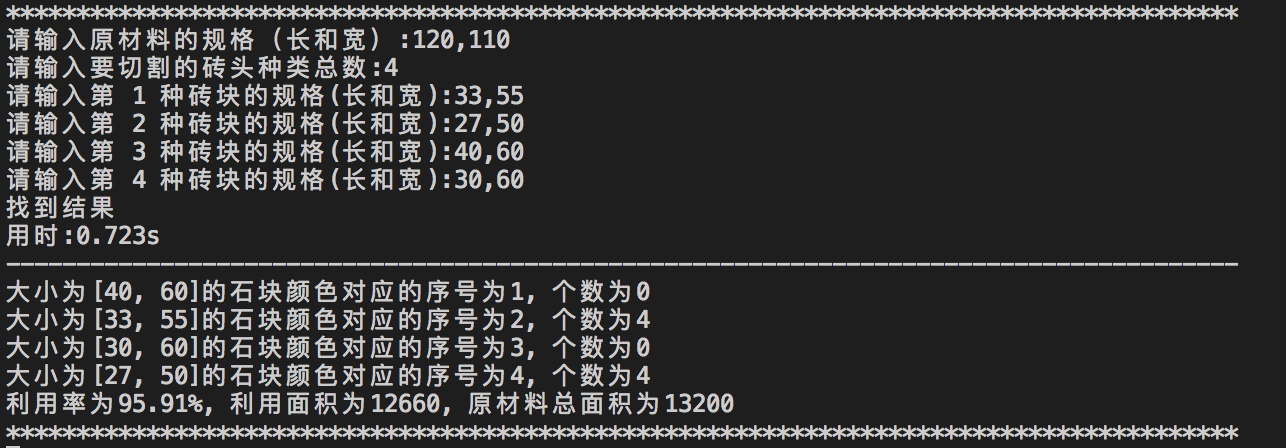 ****************************************************************************************
请输入原材料的规格 (长和宽) :120,110
请输入要切割的砖头种类总数:4
请输入第 1 种砖块的规格(长和宽):33,55
请输入第 2 种砖块的规格(长和宽):27,50
请输入第 3 种砖块的规格(长和宽):40,60
请输入第 4 种砖块的规格(长和宽):30,60
找到结果
用时:0.723s
----------------------------------------------------------------------------------------
大小为[40, 60]的石块颜色对应的序号为1, 个数为0
大小为[33, 55]的石块颜色对应的序号为2, 个数为4
大小为[30, 60]的石块颜色对应的序号为3, 个数为0
大小为[27, 50]的石块颜色对应的序号为4, 个数为4
利用率为95.91%, 利用面积为12660, 原材料总面积为13200
****************************************************************************************